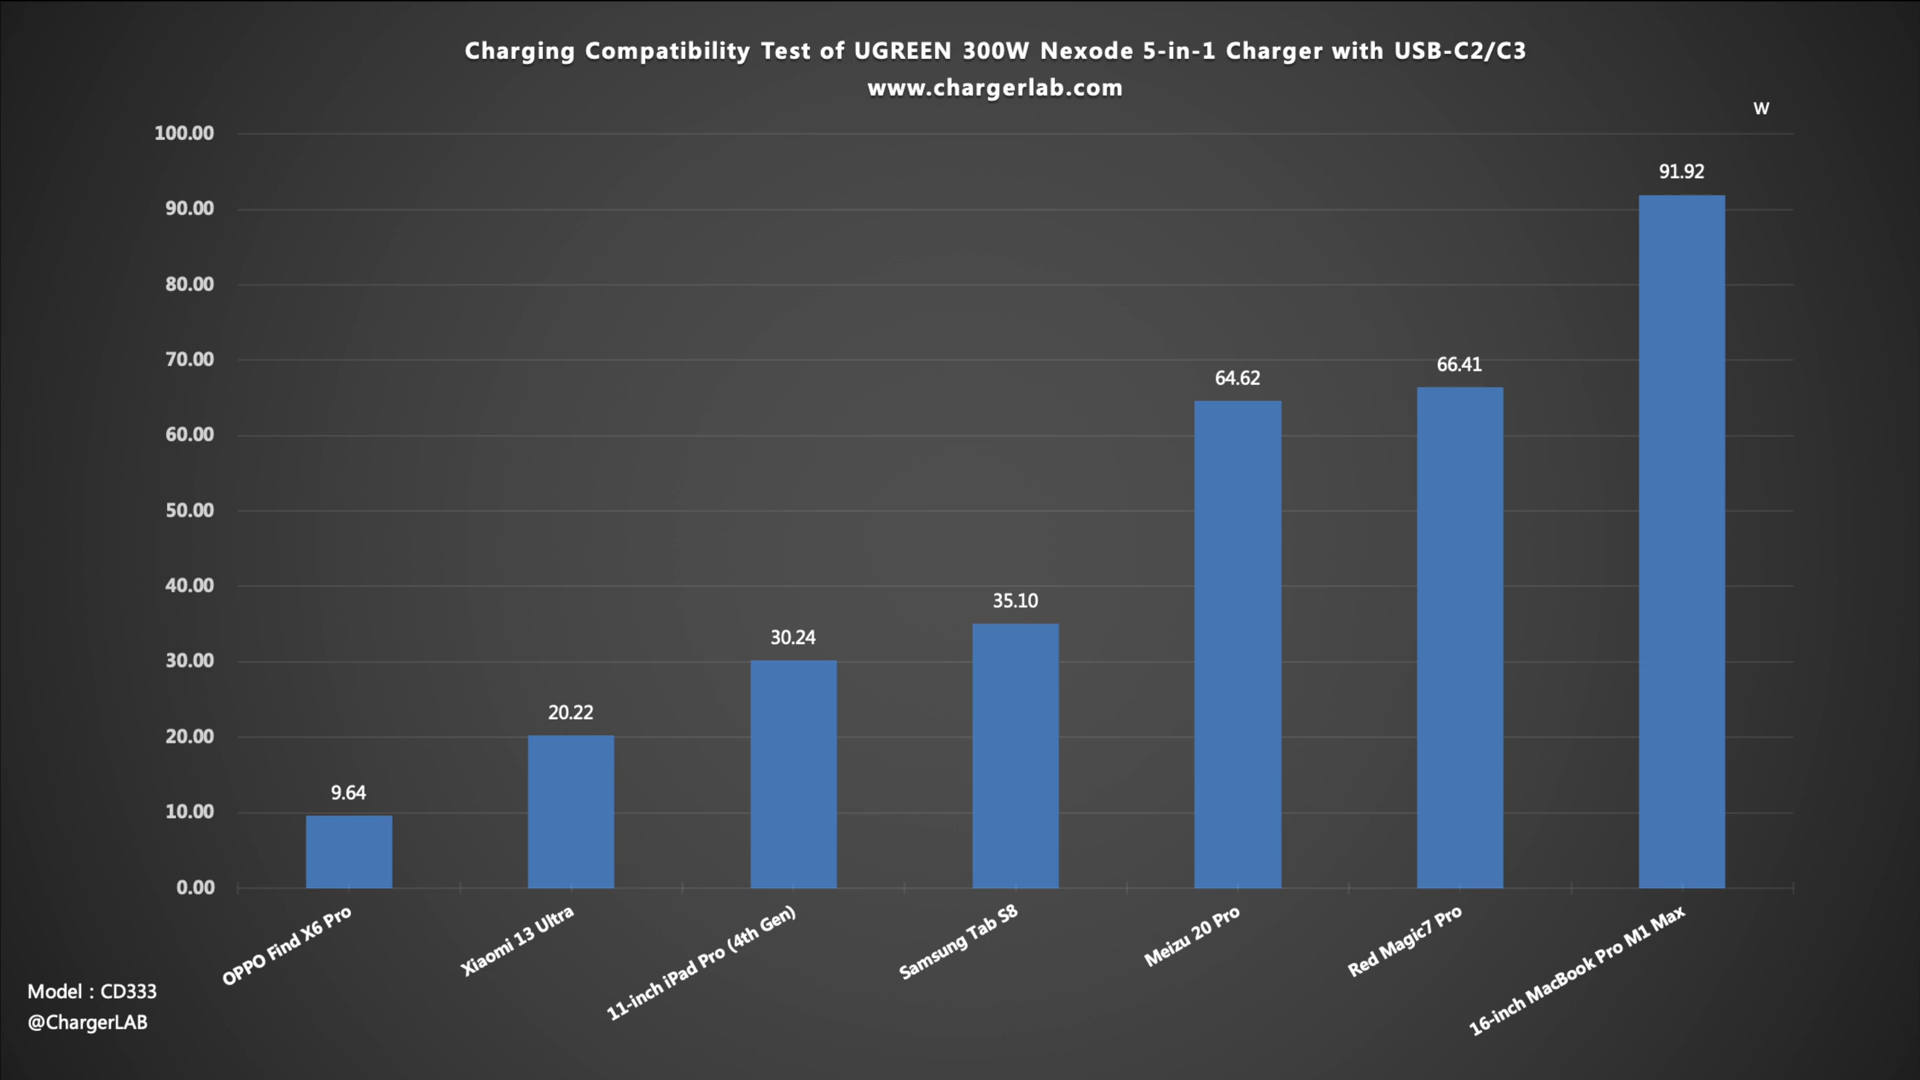 Charging Compatibility Test of UGREEN 300W Nexode 5-in-1 Charger with USB-C2/C3
www.chargerlab.com
W
100.00
90.00
80.00
70.00
60.00
50.00
40.00
30.00
20.00
10.00
0.00
9.64
20.22
30.24
35.10
64.62
66.41
91.92
OPPO Find X6 Pro
Xiaomi 13 Ultra
11-inch iPad Pro (4th Gen)
Samsung Tab S8
Meizu 20 Pro
Red Magic7 Pro
16-inch MacBook Pro M1 Max
Model : CD333
@ChargerLAB